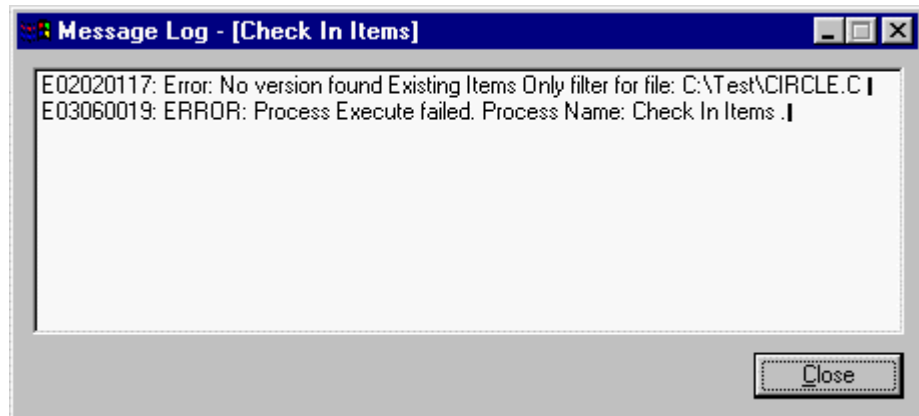 Message Log - [Check In Items]
E02020117: Error: No version found Existing Items Only filter for file: C:\Test\CIRCLE.C
E03060019: ERROR: Process Execute failed. Process Name: Check In Items .
Close